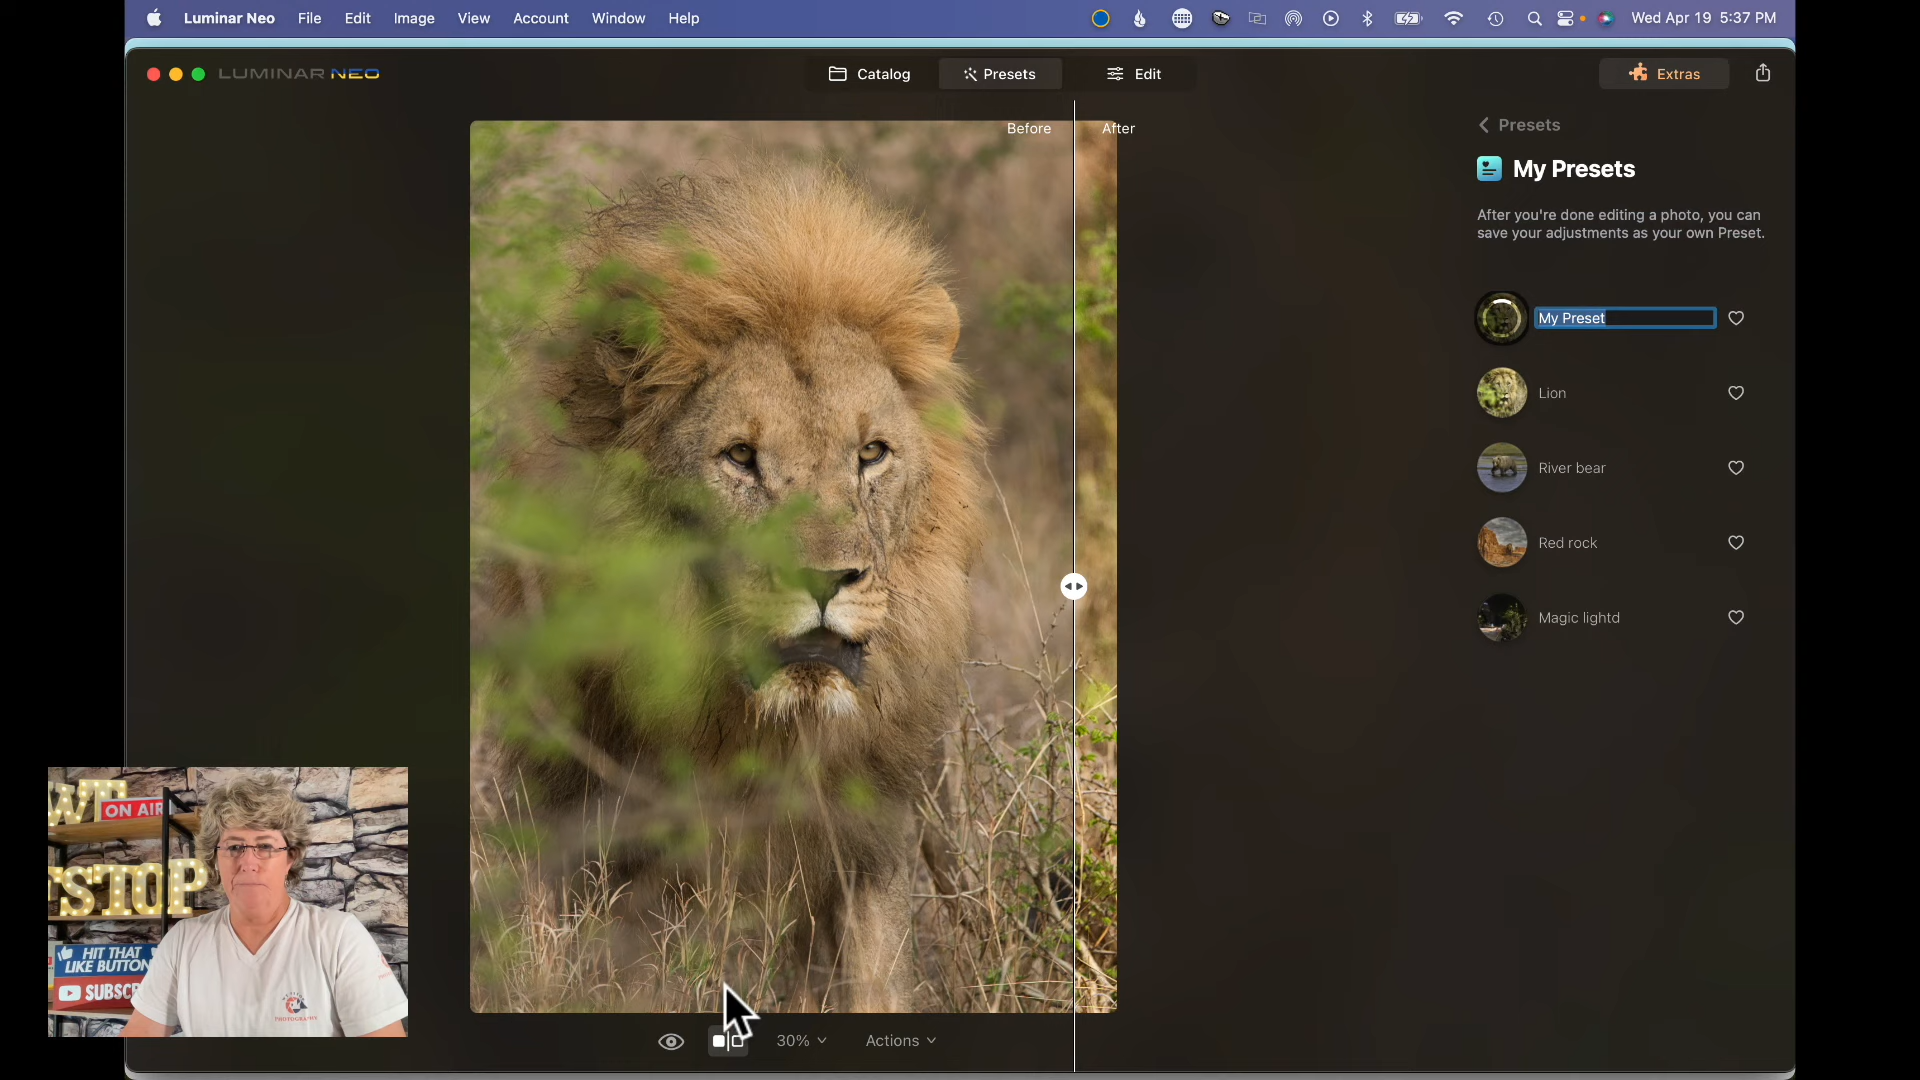 Luminar Neo File Edit Image View Account Window Help Wed Apr 19 5:37 PM
LUMINAR NEO Catalog Presets Edit Extras
Before After
Presets
My Presets
After you're done editing a photo, you can
save your adjustments as your own Preset.
My Preset
Lion
River bear
Red rock
Magic lightd
ON AIR
STOP
HIT THAT
LIKE BUTTON
SUBSC
30% Actions